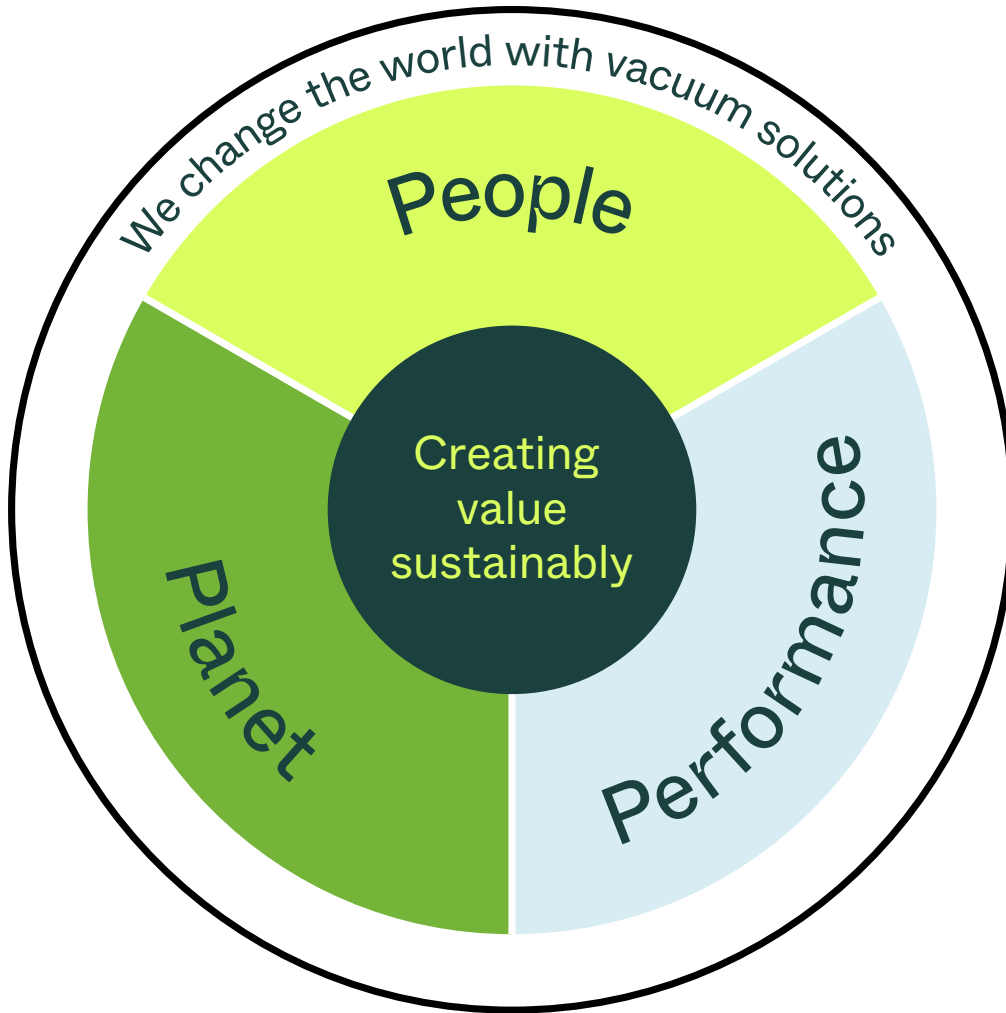 We change the world with vacuum solutions
People
Creating
value
sustainably
Planet
Performance